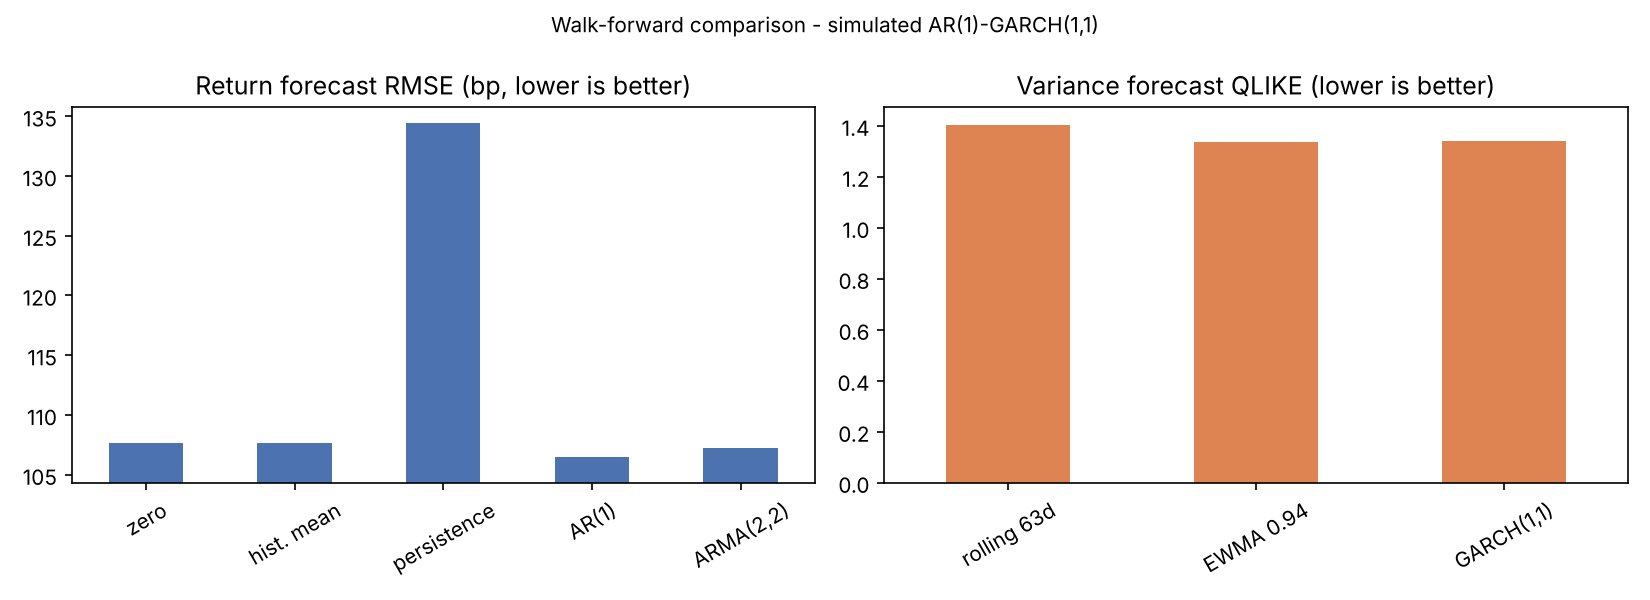 Walk-forward comparison - simulated AR(1)-GARCH(1,1)
Return forecast RMSE (bp, lower is better)
135
130
125
120
115
110
105
zero
hist. mean
persistence
AR(1)
ARMA(2,2)
Variance forecast QLIKE (lower is better)
1.4
1.2
1.0
0.8
0.6
0.4
0.2
0.0
rolling 63d
EWMA 0.94
GARCH(1,1)